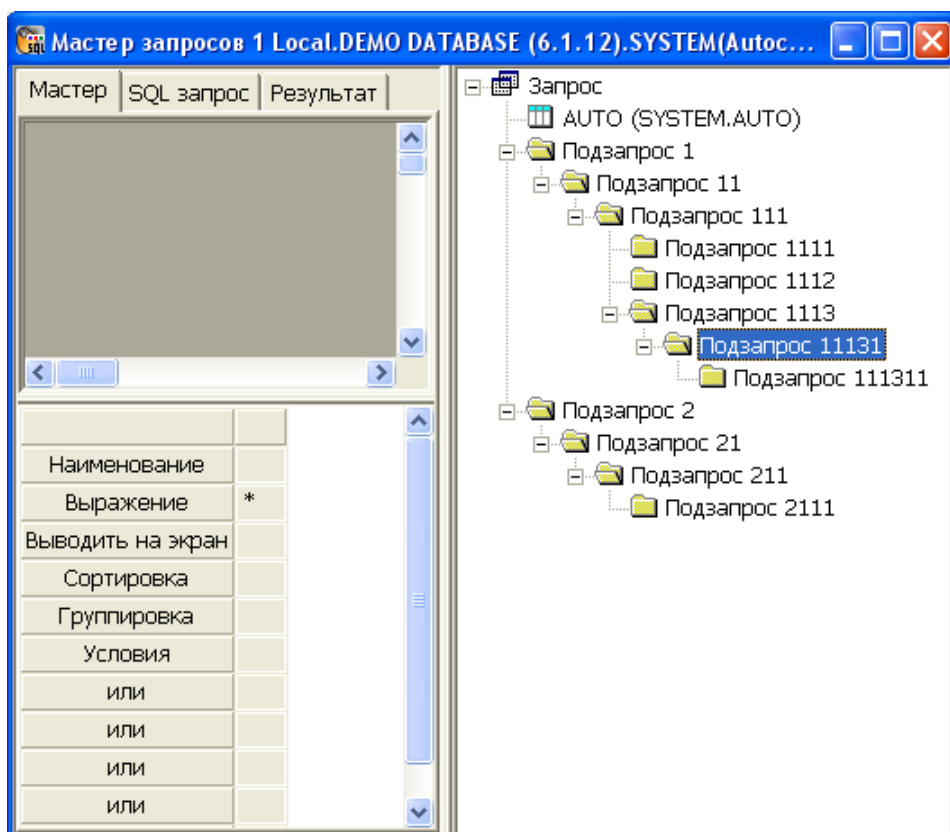 Мастер запросов 1 Local.DEMO DATABASE (6.1.12).SYSTEM(Autoc...
Мастер SQL запрос Результат
Наименование
Выражение *
Выводить на экран
Сортировка
Группировка
Условия
или
или
или
или
Запрос
AUTO (SYSTEM.AUTO)
Подзапрос 1
Подзапрос 11
Подзапрос 111
Подзапрос 1111
Подзапрос 1112
Подзапрос 1113
Подзапрос 11131
Подзапрос 111311
Подзапрос 2
Подзапрос 21
Подзапрос 211
Подзапрос 2111